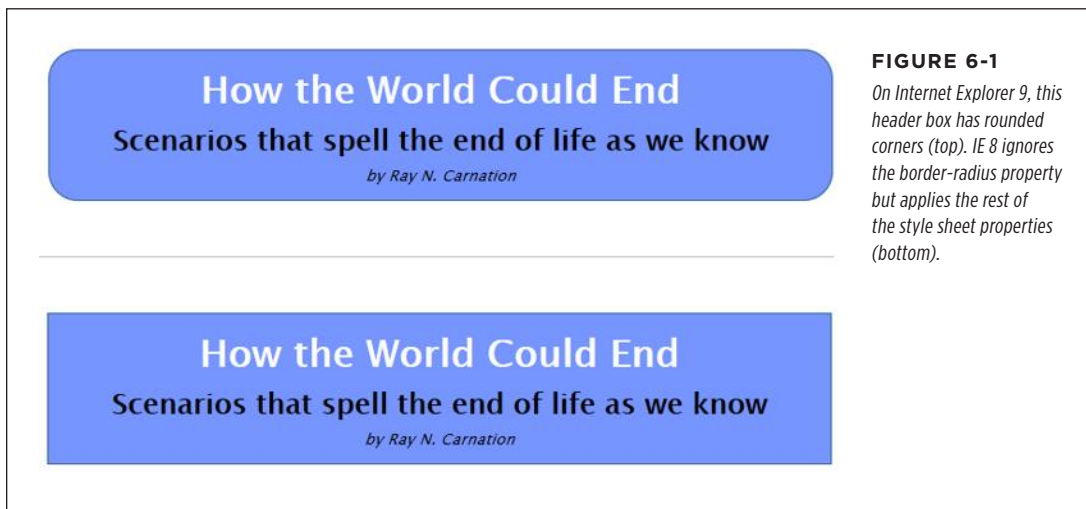 How the World Could End
Scenarios that spell the end of life as we know
by Ray N. Carnation
How the World Could End
Scenarios that spell the end of life as we know
by Ray N. Carnation
FIGURE 6-1
On Internet Explorer 9, this
header box has rounded
corners (top). IE 8 ignores
the border-radius property
but applies the rest of
the style sheet properties
(bottom).